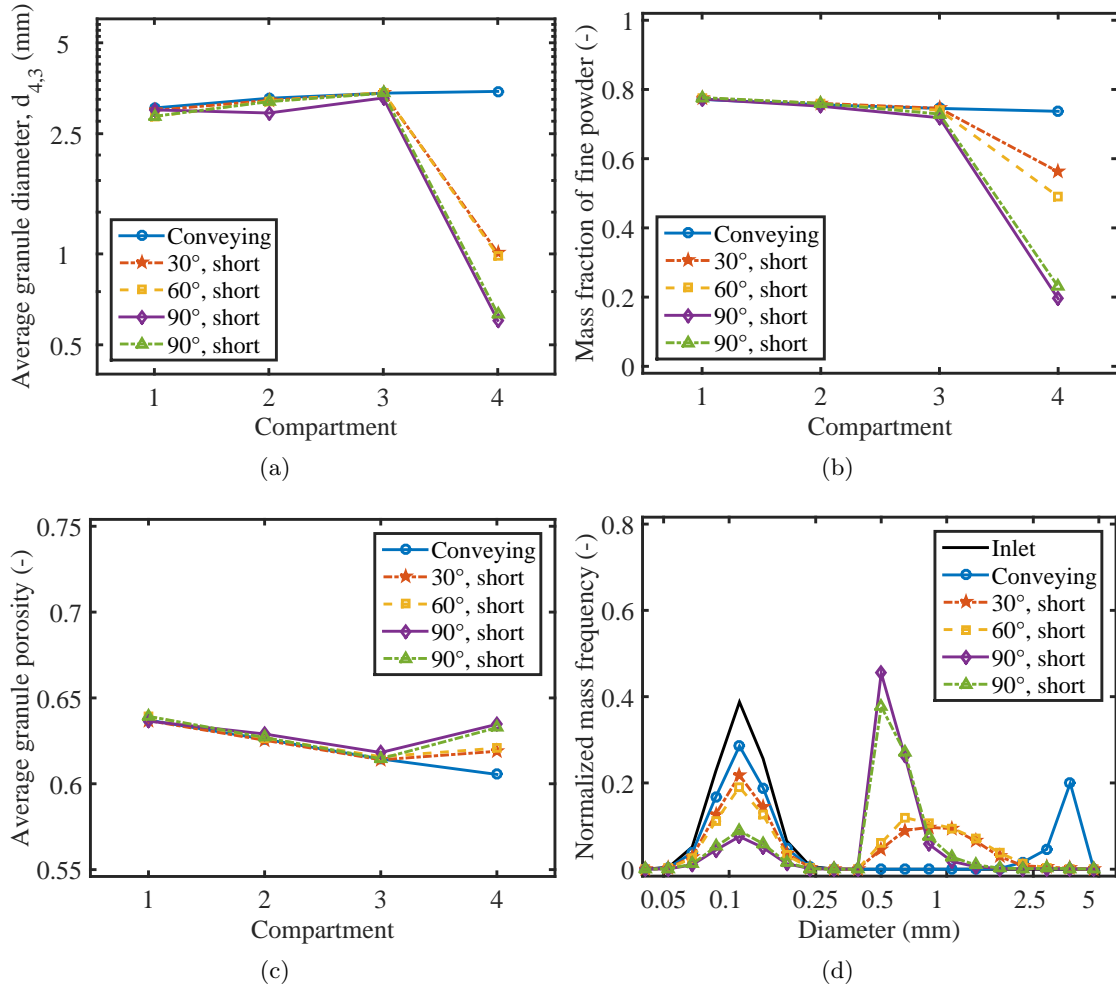 Average granule diameter, d4,3 (mm)
5
2.5
1
0.5
Conveying
30°, short
60°, short
90°, short
90°, short
1 2 3 4
Compartment
(a)
Mass fraction of fine powder (-)
1
0.8
0.6
0.4
0.2
0
Conveying
30°, short
60°, short
90°, short
90°, short
1 2 3 4
Compartment
(b)
Average granule porosity (-)
0.75
0.7
0.65
0.6
0.55
Conveying
30°, short
60°, short
90°, short
90°, short
1 2 3 4
Compartment
(c)
Normalized mass frequency (-)
0.8
0.6
0.4
0.2
0
Inlet
Conveying
30°, short
60°, short
90°, short
90°, short
0.05 0.1 0.25 0.5 1 2.5 5
Diameter (mm)
(d)